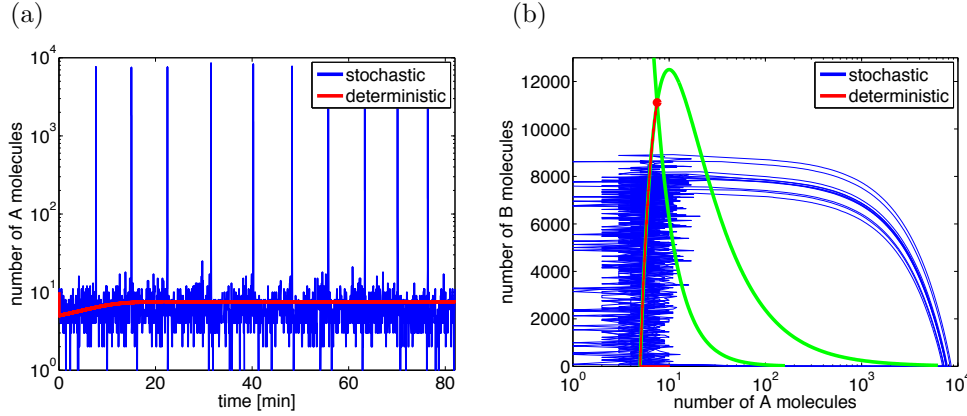 (a)
number of A molecules
10^4
10^3
10^2
10^1
10^0
0 20 40 60 80
time [min]
stochastic
deterministic
(b)
number of B molecules
12000
10000
8000
6000
4000
2000
0
10^0 10^1 10^2 10^3 10^4
number of A molecules
stochastic
deterministic